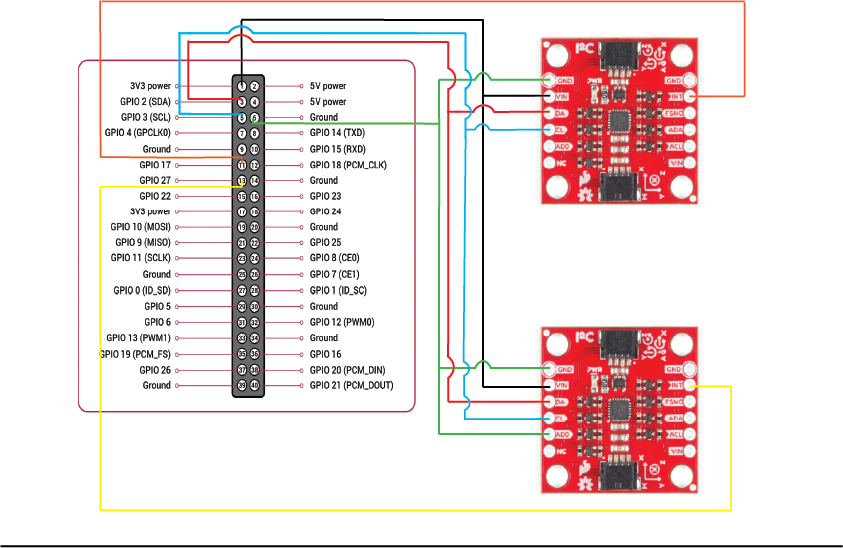 3V3 power 1 2 5V power
GPIO 2 (SDA) 3 4 5V power
GPIO 3 (SCL) 5 6 Ground
GPIO 4 (GPCLK0) 7 8 GPIO 14 (TXD)
Ground 9 10 GPIO 15 (RXD)
GPIO 17 11 12 GPIO 18 (PCM_CLK)
GPIO 27 13 14 Ground
GPIO 22 15 16 GPIO 23
3V3 power 17 18 GPIO 24
GPIO 10 (MOSI) 19 20 Ground
GPIO 9 (MISO) 21 22 GPIO 25
GPIO 11 (SCLK) 23 24 GPIO 8 (CE0)
Ground 25 26 GPIO 7 (CE1)
GPIO 0 (ID_SD) 27 28 GPIO 1 (ID_SC)
GPIO 5 29 30 Ground
GPIO 6 31 32 GPIO 12 (PWM0)
GPIO 13 (PWM1) 33 34 Ground
GPIO 19 (PCM_FS) 35 36 GPIO 16
GPIO 26 37 38 GPIO 20 (PCM_DIN)
Ground 39 40 GPIO 21 (PCM_DOUT)
I2C
PWR
GND GND
VIN INT
DA FSNC
CL ADA
AD0 ACL
NC VIN
I2C
PWR
GND GND
VIN INT
DA FSNC
CL ADA
AD0 ACL
NC VIN